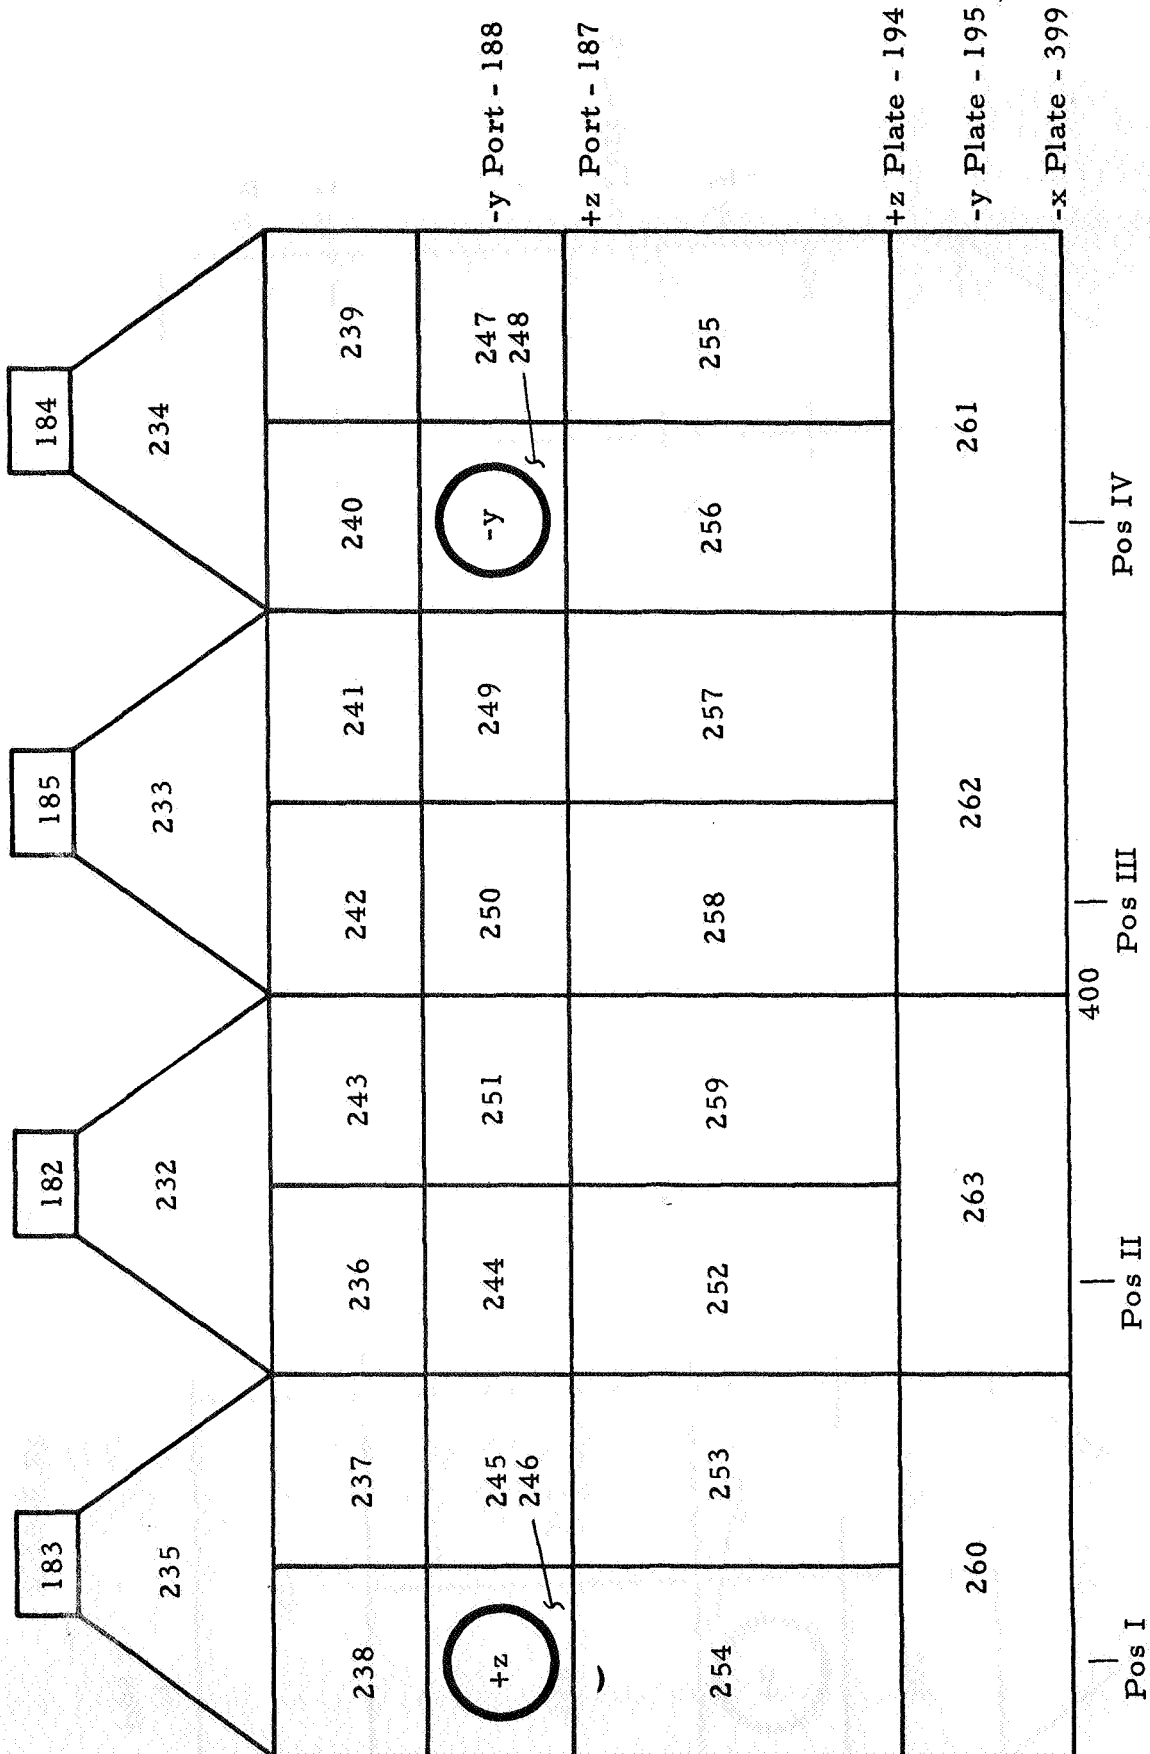 183 182 185 184
235 232 233 234
238 237 236 243 242 241 240 239
+z 245 244 251 250 249 -y 247 -y Port - 188
246 248
+z Port - 187
254 253 252 259 258 257 256 255
+z Plate - 194
260 263 262 261 -y Plate - 195
-x Plate - 399
400
Pos I Pos II Pos III Pos IV